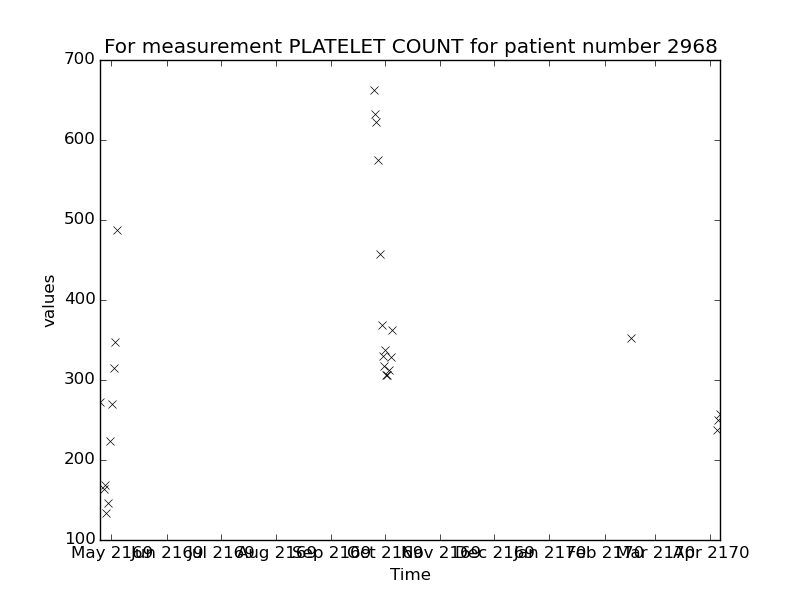 For measurement PLATELET COUNT for patient number 2968
700
600
500
400
300
200
100
values
May 2169 Jun 2169 Jul 2169 Aug 2169 Sep 2169 Oct 2169 Nov 2169 Dec 2169 Jan 2170 Feb 2170 Mar 2170 Apr 2170
Time